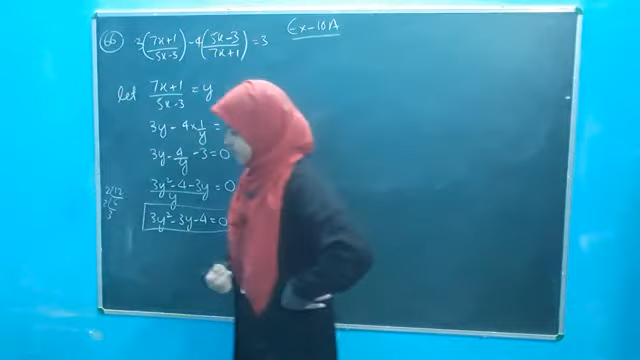 66) 3(7x+1/5x-3) - 4(5x-3/7x+1) = 3
Ex-10A
let 7x+1/5x-3 = y
3y - 4×1/y =
3y - 4/y - 3 = 0
3y²-4-3y/y = 0
3y²-3y-4=0
2|12
2|6
3